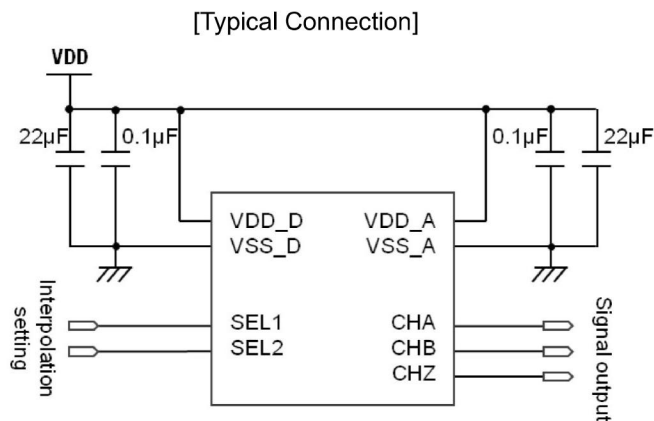 [Typical Connection]
VDD
22µF
0.1µF
0.1µF
22µF
VDD_D
VDD_A
VSS_D
VSS_A
Interpolation
setting
SEL1
SEL2
CHA
CHB
CHZ
Signal output